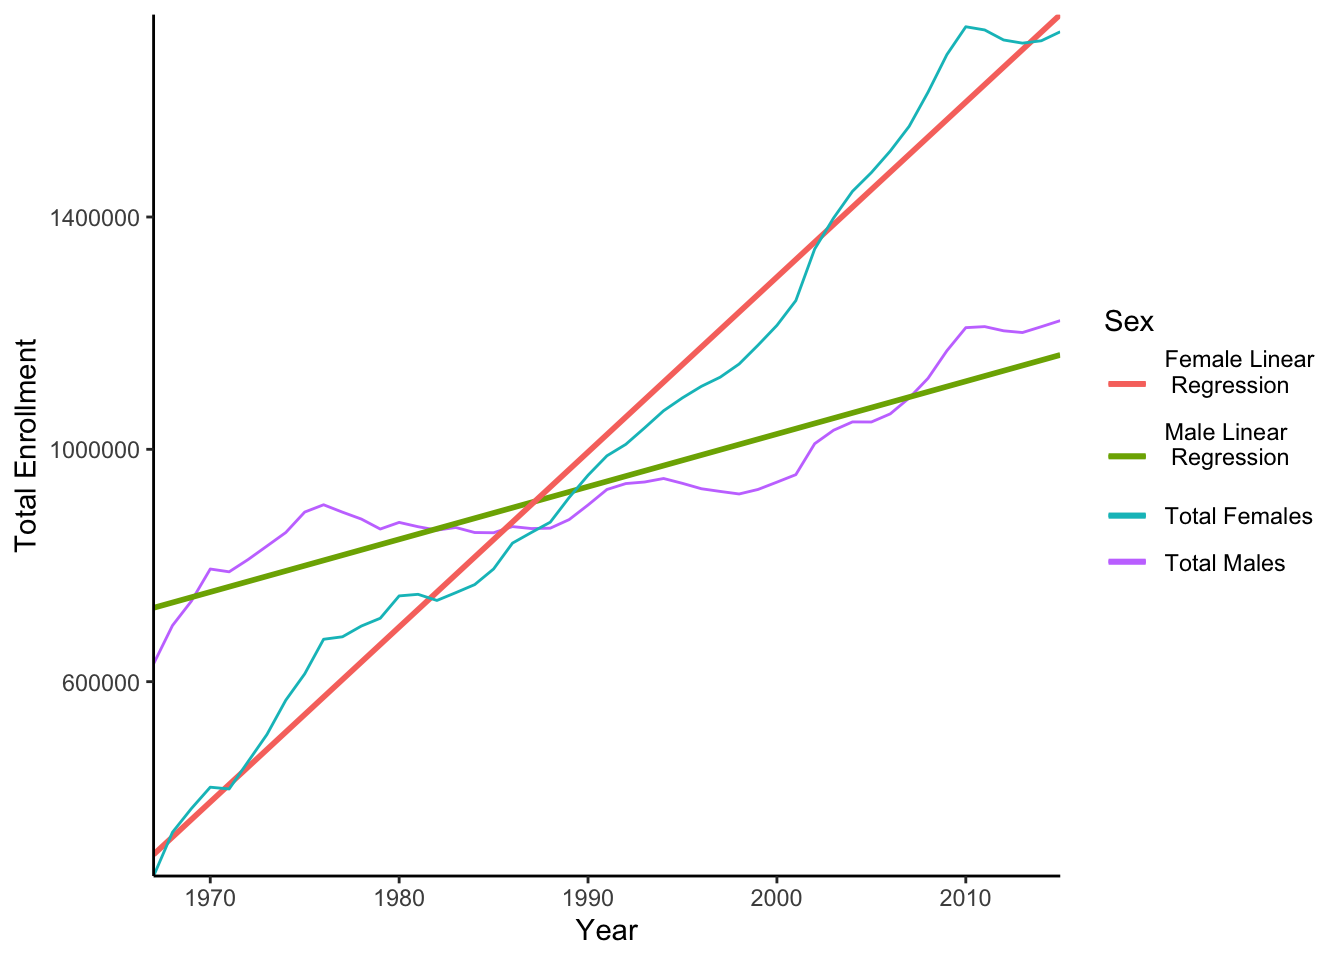 1400000
1000000
600000
Total Enrollment
1970
1980
1990
2000
2010
Year
Sex
Female Linear
Regression
Male Linear
Regression
Total Females
Total Males